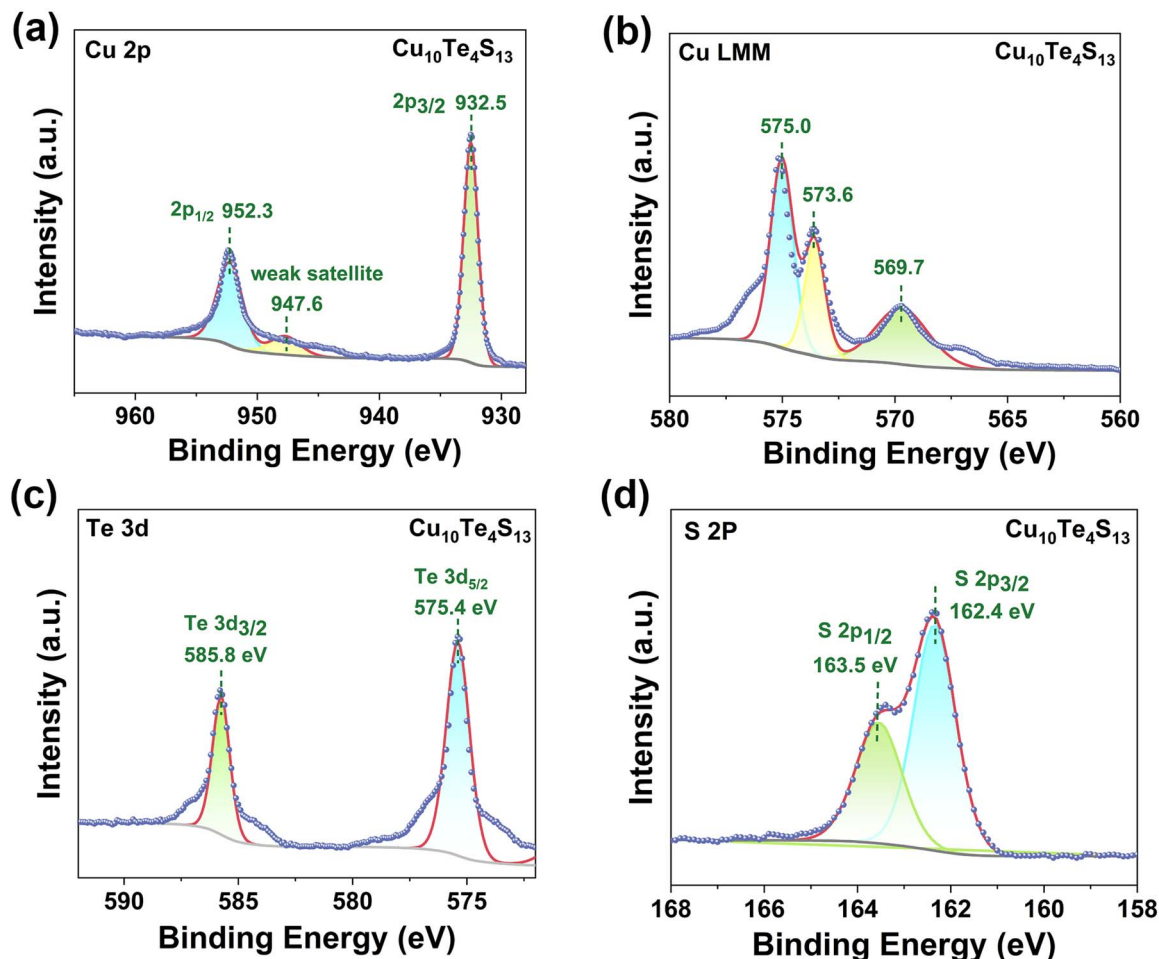 (a)
Cu 2p
Cu₁₀Te₄S₁₃
2p3/2 932.5
2p₁/₂ 952.3
weak satellite
947.6
Intensity (a.u.)
960 950 940 930
Binding Energy (eV)
(b)
Cu LMM
Cu₁₀Te₄S₁₃
575.0
573.6
569.7
Intensity (a.u.)
580 575 570 565 560
Binding Energy (eV)
(c)
Te 3d
Cu₁₀Te₄S₁₃
Te 3d₅/₂
575.4 eV
Te 3d3/2
585.8 eV
Intensity (a.u.)
590 585 580 575
Binding Energy (eV)
(d)
S 2P
Cu₁₀Te₄S₁₃
S 2p3/2
162.4 eV
S 2p1/2
163.5 eV
Intensity (a.u.)
168 166 164 162 160 158
Binding Energy (eV)